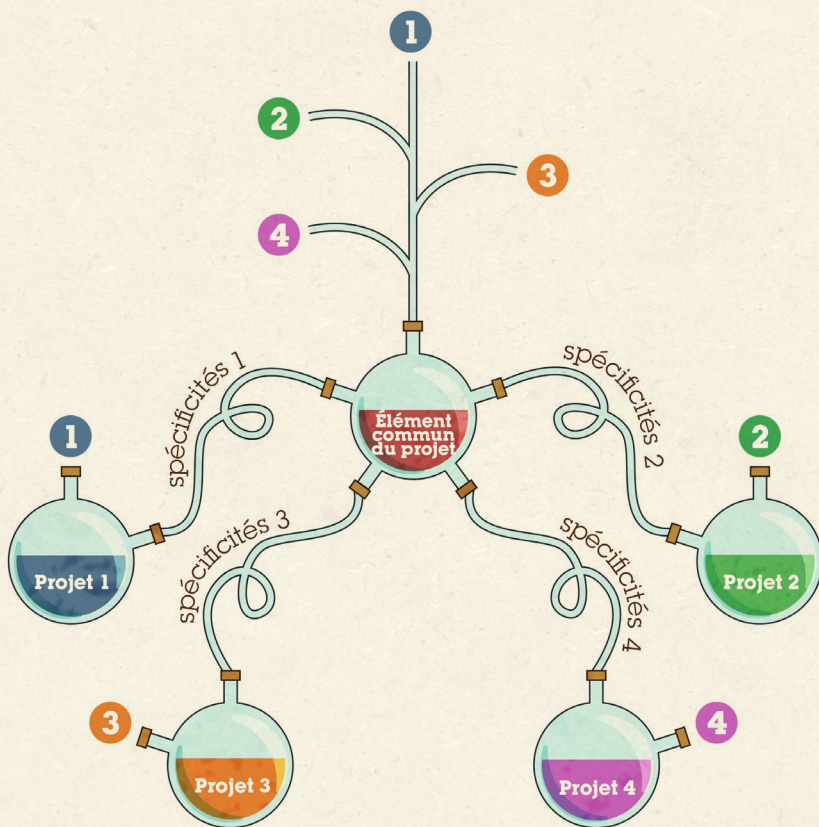 1
2
3
4
spécificités 1
spécificités 2
Élément
commun
du projet
1
2
spécificités 3
spécificités 4
Projet 1
Projet 2
3
4
Projet 3
Projet 4